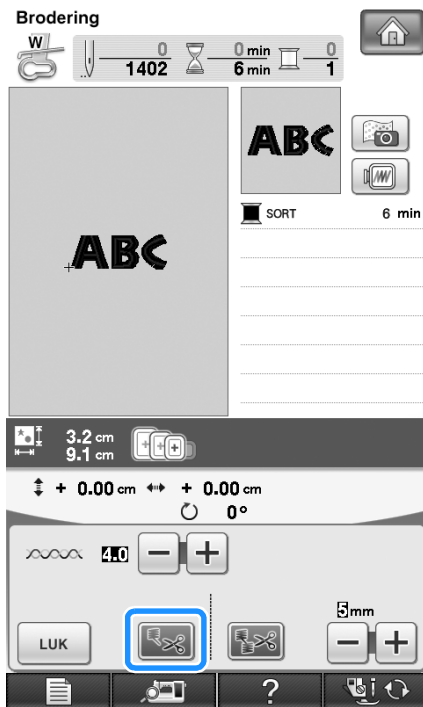 Brodering
W
0 0 min 0
1402 6 min 1
ABC
SORT 6 min
ABC
3.2 cm
9.1 cm
+ 0.00 cm + 0.00 cm
0°
4.0 − +
5mm
LUK − +
?